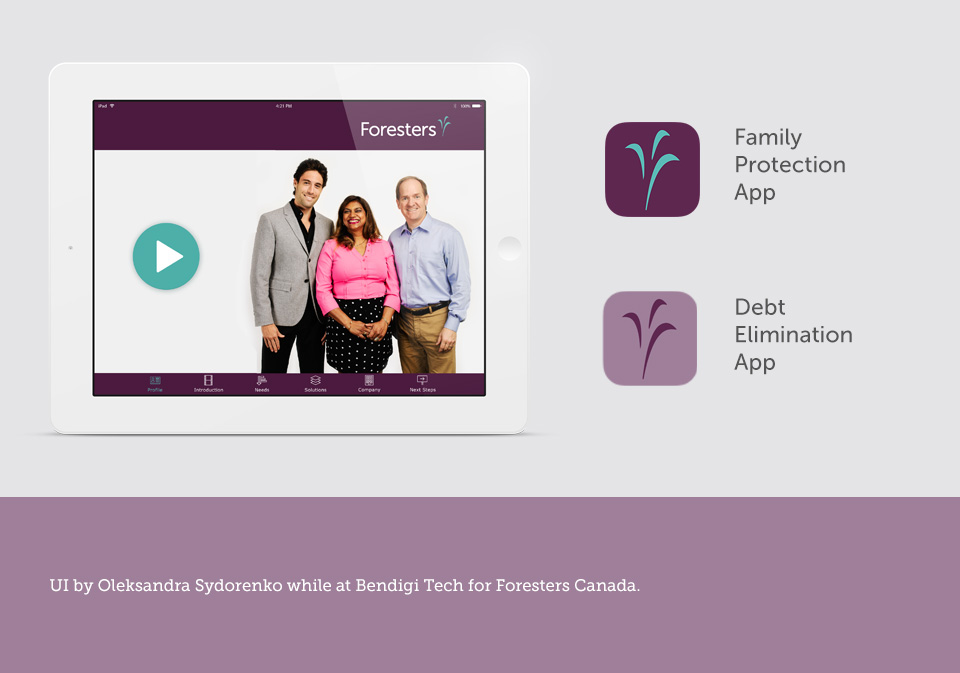 iPad
4:21 PM
100%
Foresters
Profile
Introduction
Needs
Solutions
Company
Next Steps
Family
Protection
App
Debt
Elimination
App
UI by Oleksandra Sydorenko while at Bendigi Tech for Foresters Canada.